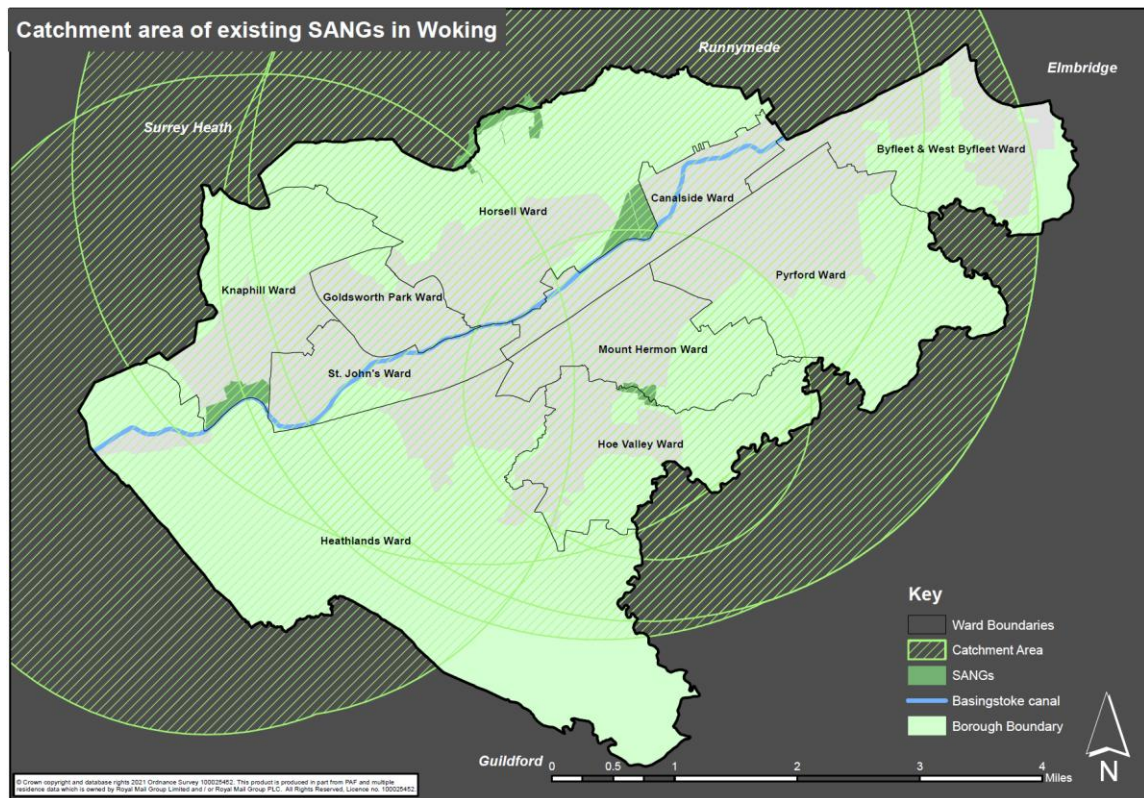 Catchment area of existing SANGs in Woking
Runnymede
Elmbridge
Surrey Heath
Byfleet & West Byfleet Ward
Canalside Ward
Horsell Ward
Pyrford Ward
Knaphill Ward
Goldsworth Park Ward
Mount Hermon Ward
St. John's Ward
Hoe Valley Ward
Heathlands Ward
Key
Ward Boundaries
Catchment Area
SANGs
Basingstoke canal
Borough Boundary
Guildford
0 0.5 1 2 3 4
Miles
N
© Crown copyright and database rights 2021 Ordnance Survey 100025452. This product is produced in part from PAF and multiple
residence data which is owned by Royal Mail Group Limited and / or Royal Mail Group PLC. All Rights Reserved, Licence no. 100025452.